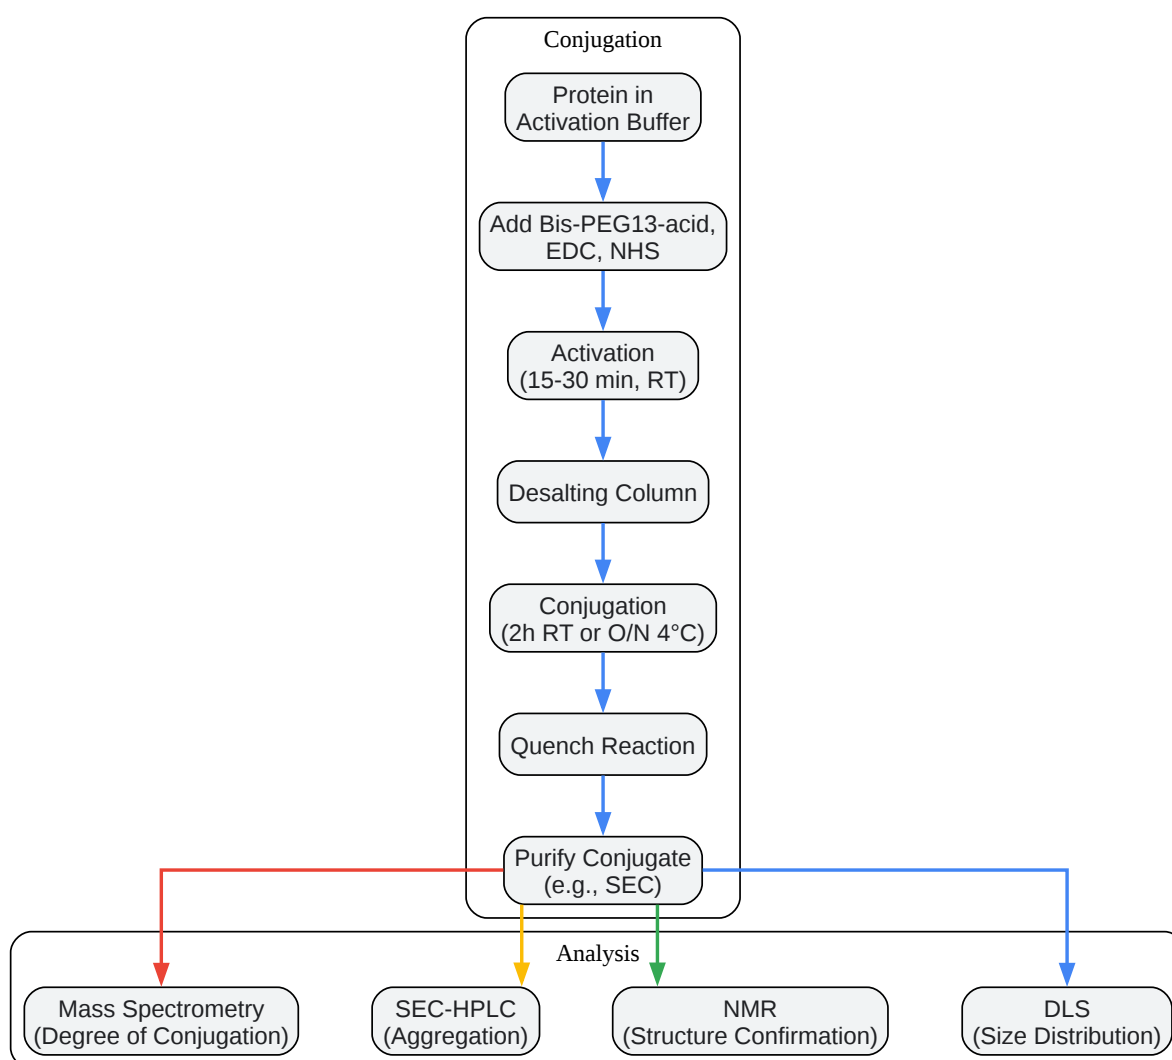 Conjugation
Protein in
Activation Buffer
Add Bis-PEG13-acid,
EDC, NHS
Activation
(15-30 min, RT)
Desalting Column
Conjugation
(2h RT or O/N 4°C)
Quench Reaction
Purify Conjugate
(e.g., SEC)
Analysis
Mass Spectrometry
(Degree of Conjugation)
SEC-HPLC
(Aggregation)
NMR
(Structure Confirmation)
DLS
(Size Distribution)